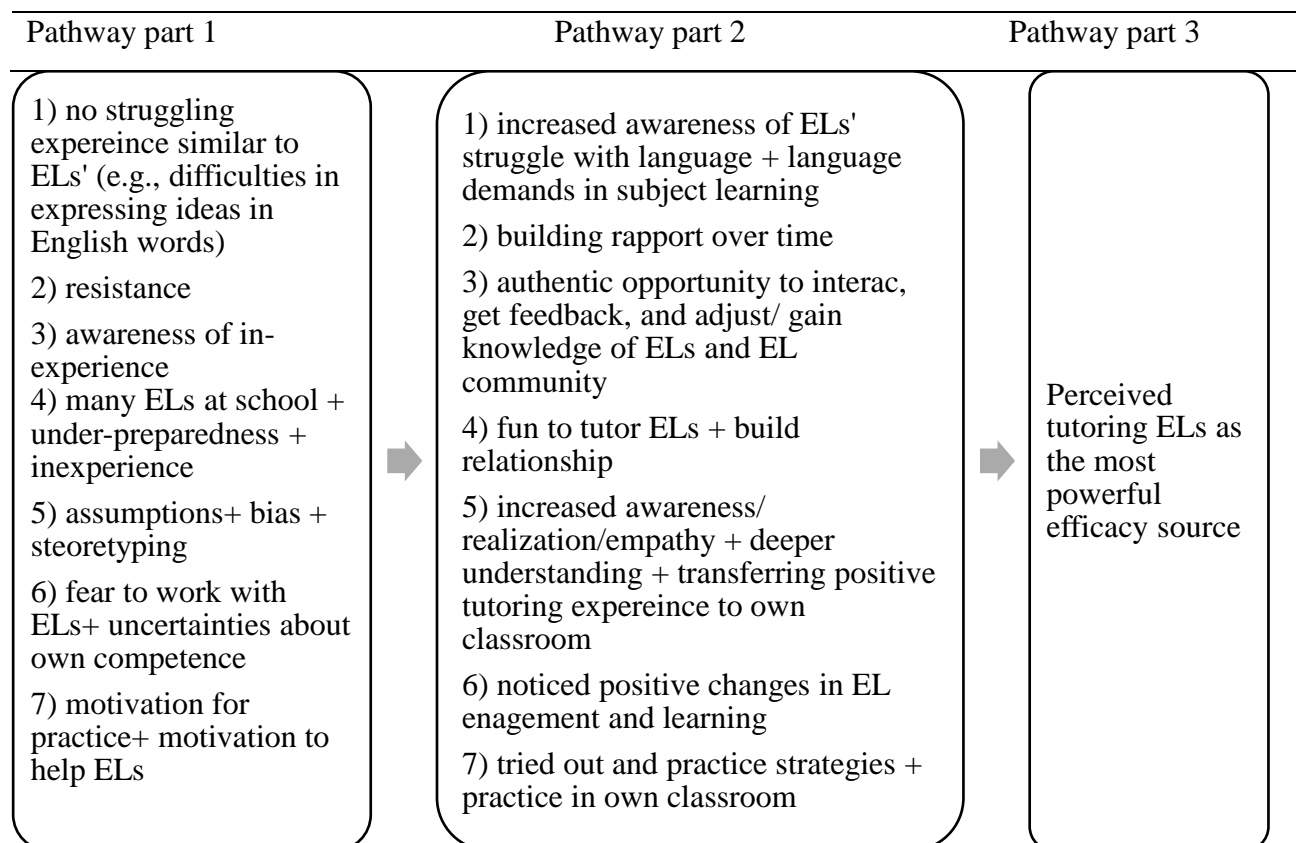 Pathway part 1
Pathway part 2
Pathway part 3
1) no struggling
expereince similar to
ELs' (e.g., difficulties in
expressing ideas in
English words)
2) resistance
3) awareness of in-
experience
4) many ELs at school +
under-preparedness +
inexperience
5) assumptions+ bias +
steoretyping
6) fear to work with
ELs+ uncertainties about
own competence
7) motivation for
practice+ motivation to
help ELs
1) increased awareness of ELs'
struggle with language + language
demands in subject learning
2) building rapport over time
3) authentic opportunity to interac,
get feedback, and adjust/ gain
knowledge of ELs and EL
community
4) fun to tutor ELs + build
relationship
5) increased awareness/
realization/empathy + deeper
understanding + transferring positive
tutoring expereince to own
classroom
6) noticed positive changes in EL
enagement and learning
7) tried out and practice strategies +
practice in own classroom
Perceived
tutoring ELs as
the most
powerful
efficacy source